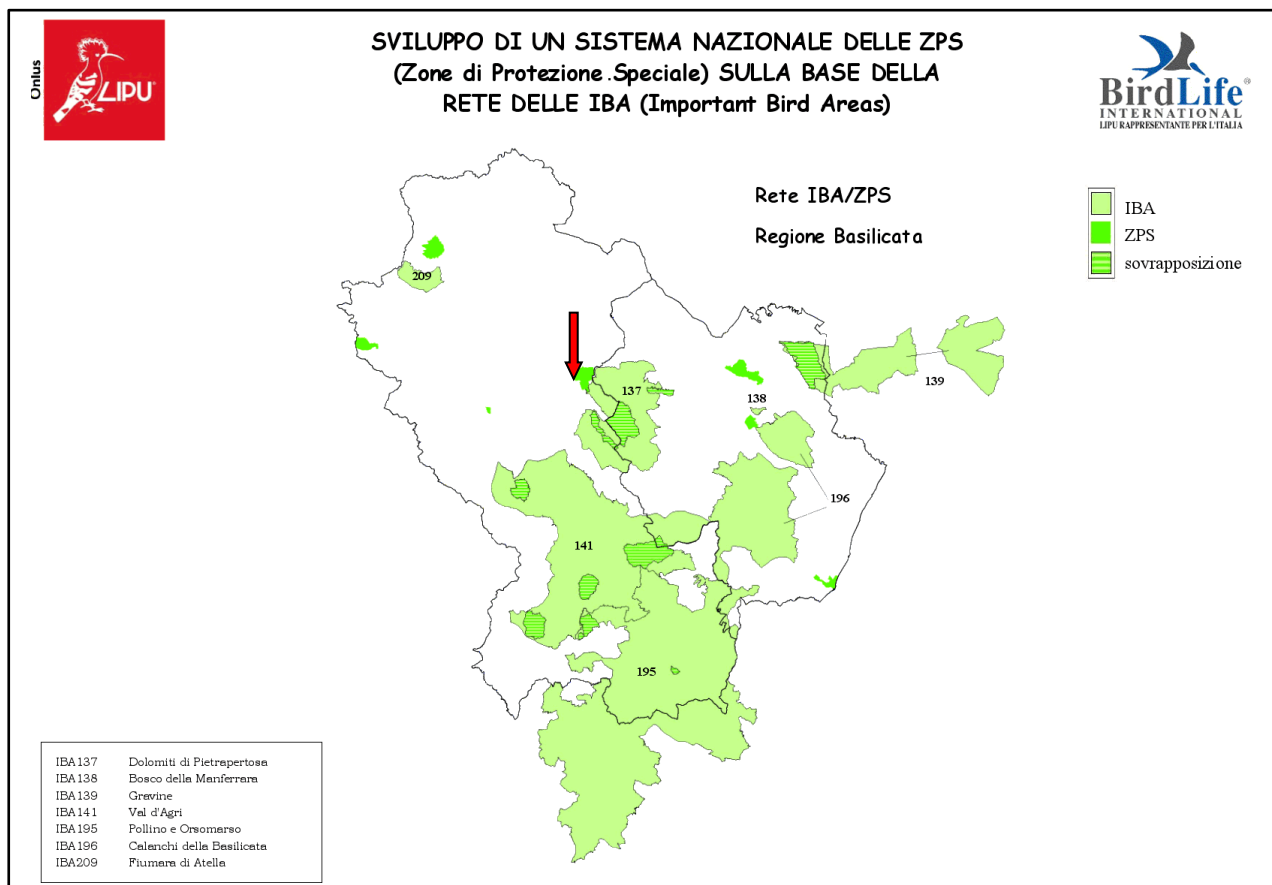 Onlus
LIPU
SVILUPPO DI UN SISTEMA NAZIONALE DELLE ZPS
(Zone di Protezione.Speciale) SULLA BASE DELLA
RETE DELLE IBA (Important Bird Areas)
BirdLife®
INTERNATIONAL
LIPU RAPPRESENTANTE PER L'ITALIA
Rete IBA/ZPS
Regione Basilicata
IBA
ZPS
sovrapposizione
209
137
138
139
196
141
195
IBA137 Dolomiti di Pietrapertosa
IBA138 Bosco della Manferrara
IBA139 Gravine
IBA141 Val d'Agri
IBA195 Pollino e Orsomarso
IBA196 Calanchi della Basilicata
IBA209 Fiumara di Atella